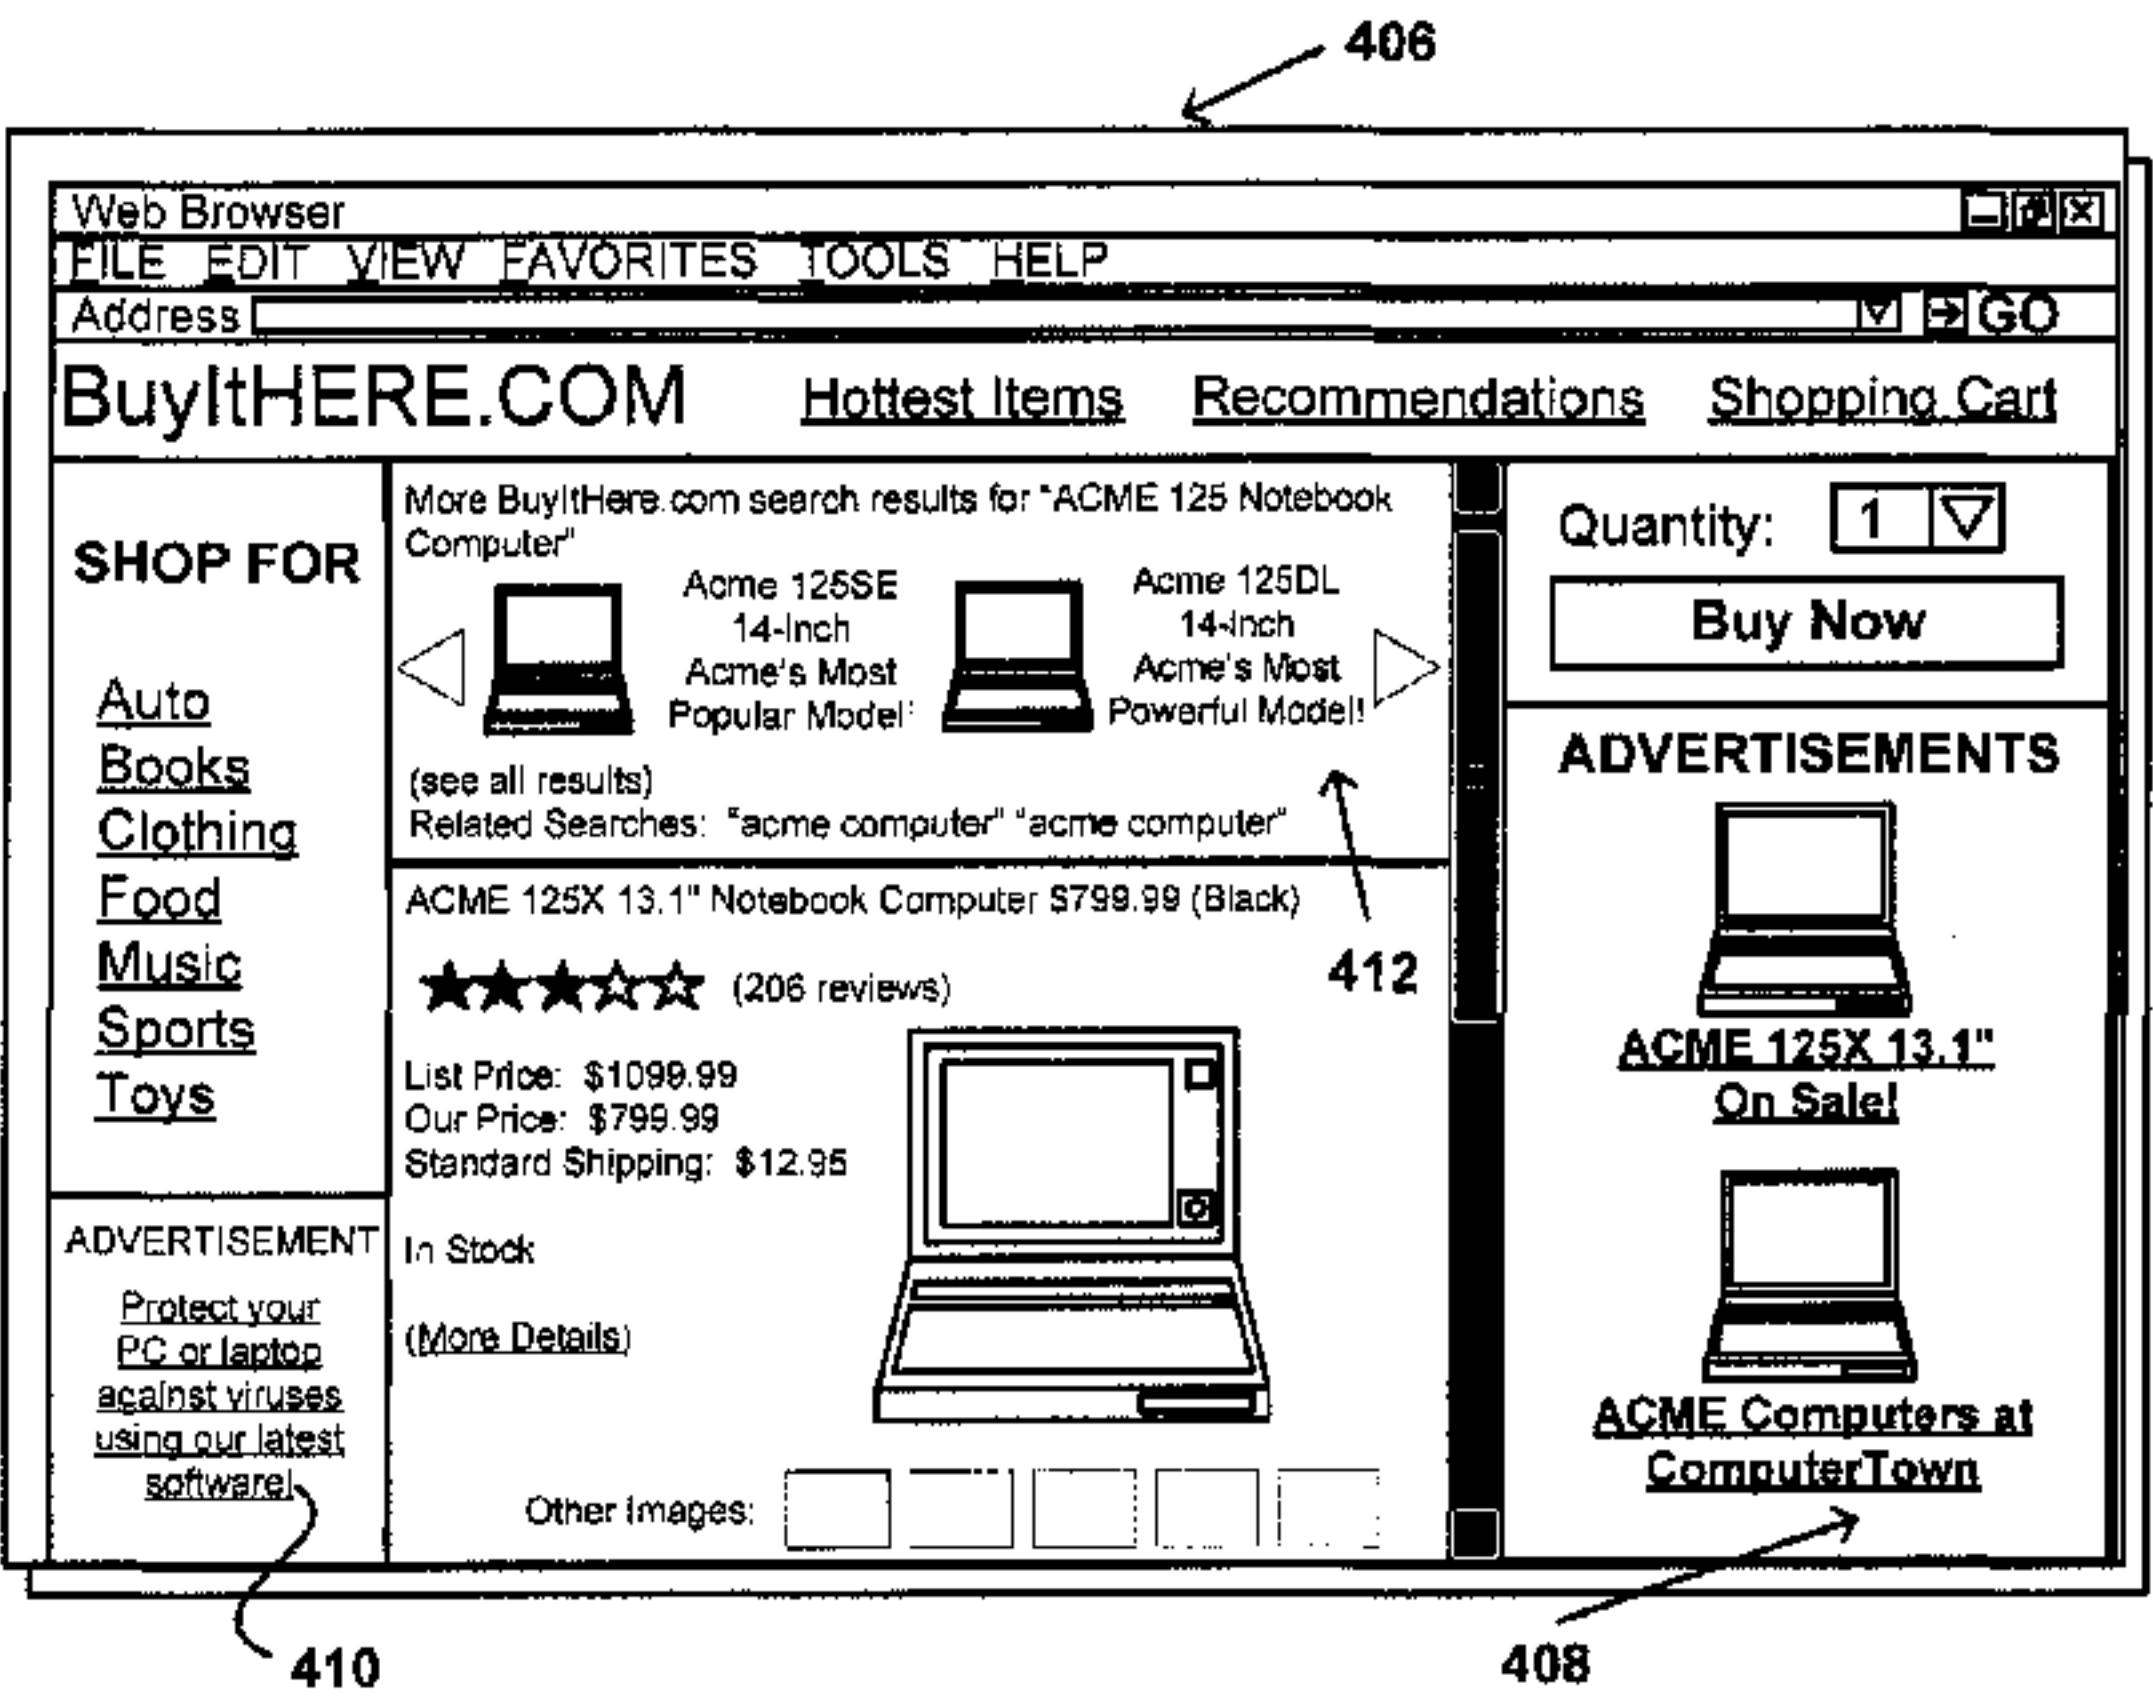 406
Web Browser
FILE EDIT VIEW FAVORITES TOOLS HELP
Address GO
BuyItHERE.COM Hottest Items Recommendations Shopping Cart
SHOP FOR
Auto
Books
Clothing
Food
Music
Sports
Toys
ADVERTISEMENT
Protect your
PC or laptop
against viruses
using our latest
software!
More BuyItHere.com search results for "ACME 125 Notebook
Computer"
Acme 125SE
14-Inch
Acme's Most
Popular Model!
Acme 125DL
14-Inch
Acme's Most
Powerful Model!
(see all results)
Related Searches: "acme computer" "acme computer"
412
ACME 125X 13.1" Notebook Computer $799.99 (Black)
(206 reviews)
List Price: $1099.99
Our Price: $799.99
Standard Shipping: $12.95
In Stock
(More Details)
Other Images:
Quantity: 1
Buy Now
ADVERTISEMENTS
ACME 125X 13.1"
On Sale!
ACME Computers at
ComputerTown
410
408